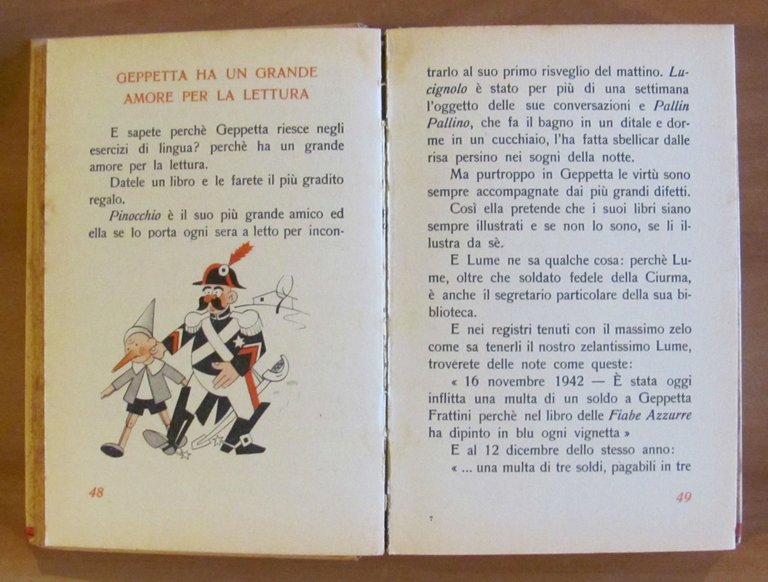 GEPPETTA HA UN GRANDE
AMORE PER LA LETTURA
E sapete perchè Geppetta riesce negli
esercizi di lingua? perchè ha un grande
amore per la lettura.
Datele un libro e le farete il più gradito
regalo.
Pinocchio è il suo più grande amico ed
ella se lo porta ogni sera a letto per incon-
48
trarlo al suo primo risveglio del mattino. Lu-
cignolo è stato per più di una settimana
l'oggetto delle sue conversazioni e Pallin
Pallino, che fa il bagno in un ditale e dor-
me in un cucchiaio, l'ha fatta sbellicar dalle
risa persino nei sogni della notte.
Ma purtroppo in Geppetta le virtù sono
sempre accompagnate dai più grandi difetti.
Così ella pretende che i suoi libri siano
sempre illustrati e se non lo sono, se li il-
lustra da sè.
E Lume ne sa qualche cosa: perchè Lu-
me, oltre che soldato fedele della Ciurma,
è anche il segretario particolare della sua bi-
blioteca.
E nei registri tenuti con il massimo zelo
come sa tenerli il nostro zelantissimo Lume,
troverete delle note come queste:
« 16 novembre 1942 — È stata oggi
inflitta una multa di un soldo a Geppetta
Frattini perchè nel libro delle Fiabe Azzurre
ha dipinto in blu ogni vignetta »
E al 12 dicembre dello stesso anno:
« ... una multa di tre soldi, pagabili in tre
49
7